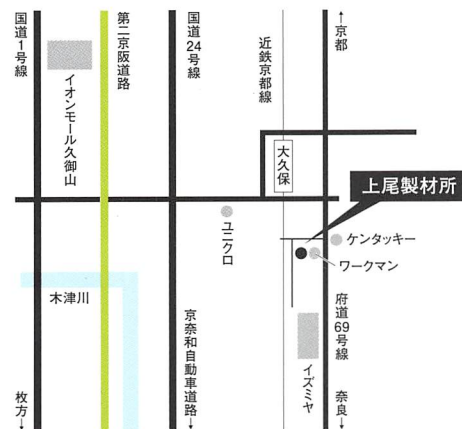 国道1号線
第二京阪道路
国道24号線
近鉄京都線
↑京都
イオンモール久御山
大久保
上尾製材所
ユニクロ
ケンタッキー
ワークマン
木津川
京奈和自動車道路→
府道69号線
イズミヤ
枚方→
奈良→